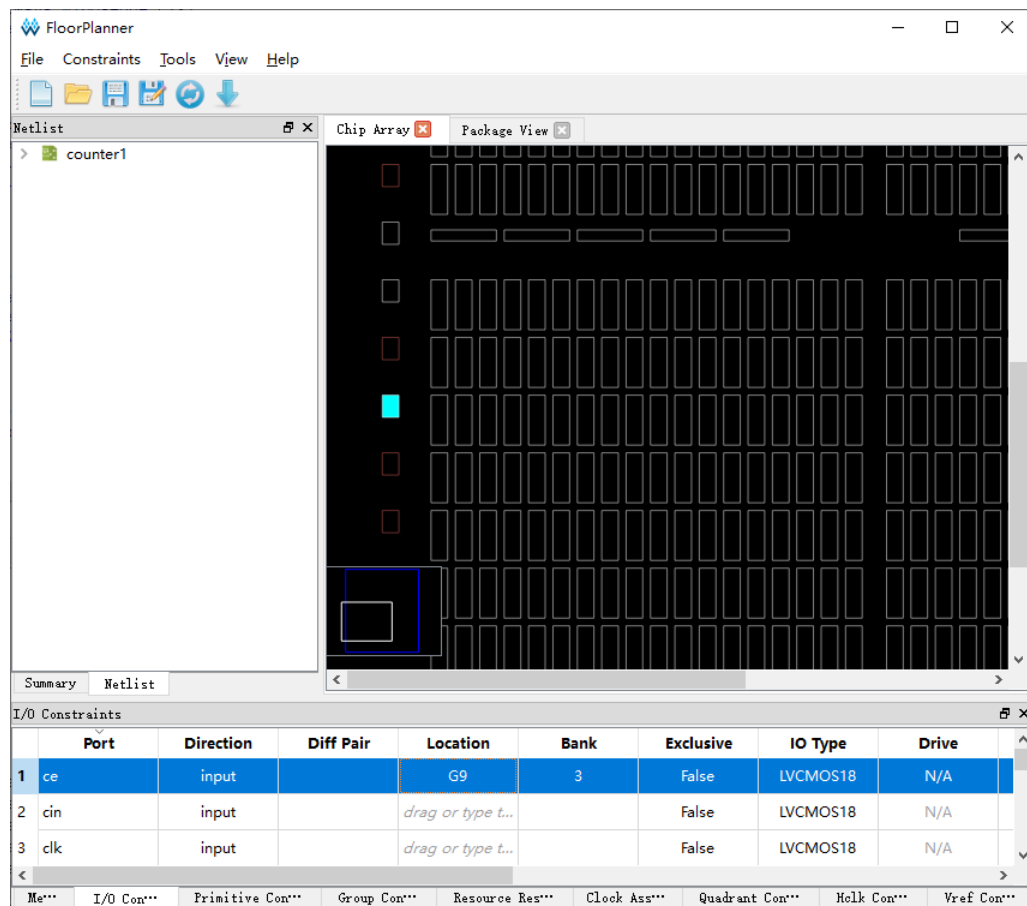 FloorPlanner
File Constraints Tools View Help
Netlist
Chip Array Package View
counter1
Summary Netlist
I/O Constraints
Port Direction Diff Pair Location Bank Exclusive IO Type Drive
1 ce input G9 3 False LVCMOS18 N/A
2 cin input drag or type t... False LVCMOS18 N/A
3 clk input drag or type t... False LVCMOS18 N/A
Me… I/O Con… Primitive Con… Group Con… Resource Res… Clock Ass… Quadrant Con… Hclk Con… Vref Con…